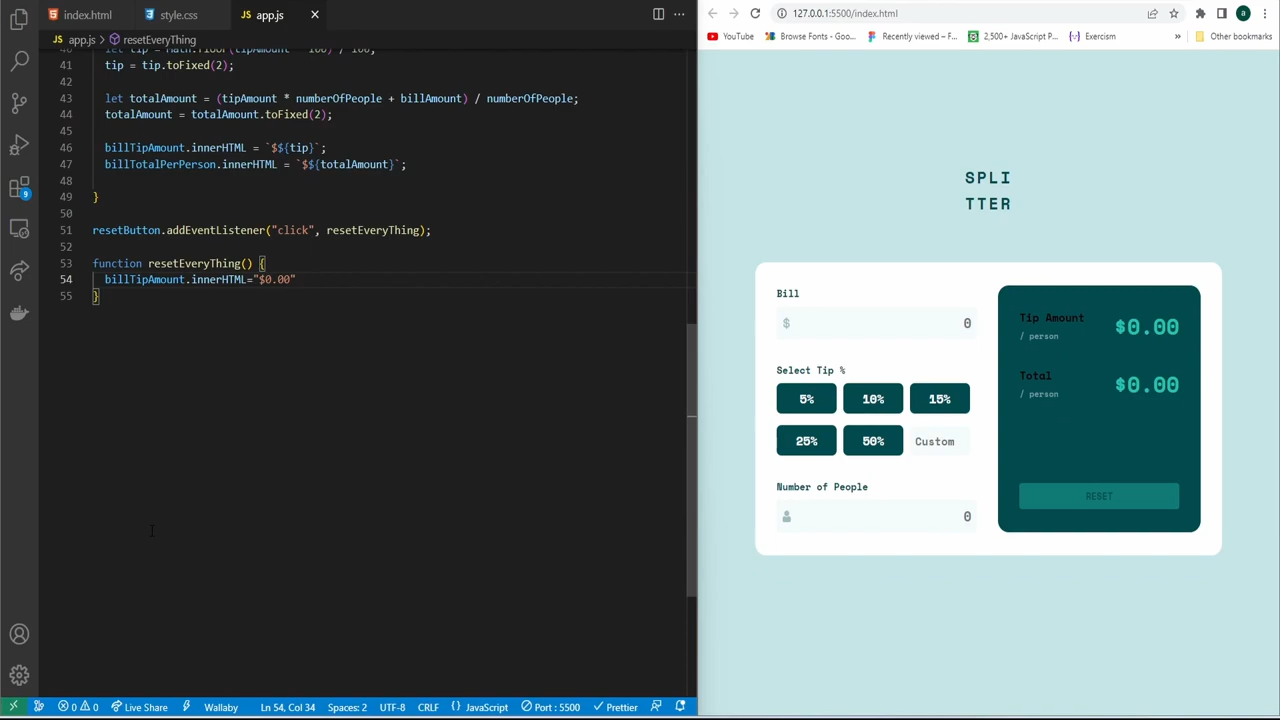 index.html
style.css
app.js
127.0.0.1:5500/index.html
app.js > resetEveryThing
YouTube
Browse Fonts - Goo...
Recently viewed – F...
2,500+ JavaScript P...
Exercism
»
Other bookmarks
41 tip = tip.toFixed(2);
42
43 let totalAmount = (tipAmount * numberOfPeople + billAmount) / numberOfPeople;
44 totalAmount = totalAmount.toFixed(2);
45
46 billTipAmount.innerHTML = `$${tip}`;
47 billTotalPerPerson.innerHTML = `$${totalAmount}`;
48
49 }
50
51 resetButton.addEventListener("click", resetEveryThing);
52
53 function resetEveryThing() {
54 billTipAmount.innerHTML="$0.00"
55 }
9
SPLI
TTER
Bill
$ 0
Select Tip %
5% 10% 15%
25% 50% Custom
Number of People
0
Tip Amount
/ person
$0.00
Total
/ person
$0.00
RESET
0 0 Live Share Wallaby Ln 54, Col 34 Spaces: 2 UTF-8 CRLF {} JavaScript Port : 5500 Prettier